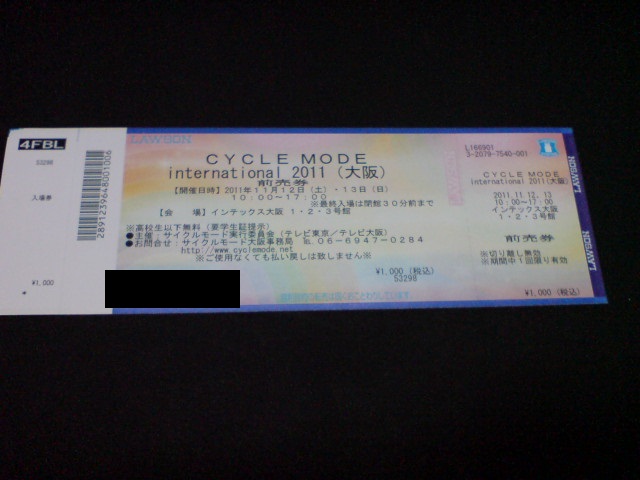 4FBL
53298
入場券
2891239648001006
¥1,000
LAWSON
CYCLE MODE
international 2011 (大阪)
前売券
【開催日時】2011年11月12日(土)・13日(日)
10:00~17:00
※最終入場は閉館30分前まで
【会 場】インテックス大阪 1・2・3号館
※高校生以下無料(要学生証提示)
●主催:サイクルモード実行委員会(テレビ東京/テレビ大阪)
●お問合せ:サイクルモード大阪事務局 ℡06-6947-0284
http://www.cyclemode.net
※ご使用なくても払い戻しは致しません※
¥1,000 (税込)
53298
L166901
3-2079-7540-001
CYCLE MODE
international 2011(大阪)
2011.11.12,13
10:00~17:00
インテックス大阪
1・2・3号館
前売券
※切り離し無効
※期間中1回限り有効
¥1,000 (税込)
LAWSON
LAWSON